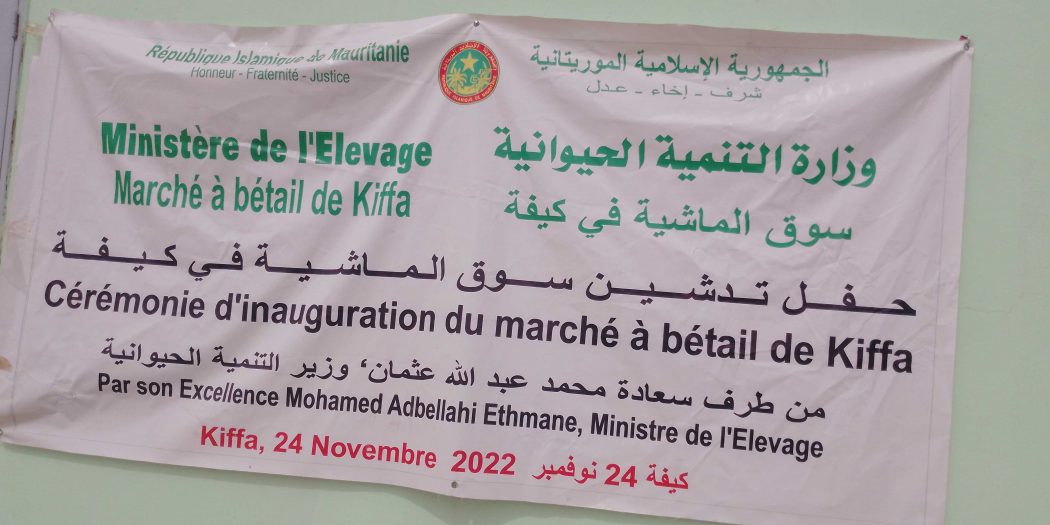 République Islamique de Mauritanie
Honneur - Fraternité - Justice
الجمهورية الإسلامية الموريتانية
شرف - إخاء - عدل
Ministère de l'Elevage
Marché à bétail de Kiffa
وزارة التنمية الحيوانية
سوق الماشية في كيفة
حفل تدشين سوق الماشية في كيفة
Cérémonie d'inauguration du marché à bétail de Kiffa
من طرف سعادة محمد عبد الله عثمان، وزير التنمية الحيوانية
Par son Excellence Mohamed Adbellahi Ethmane, Ministre de l'Elevage
Kiffa, 24 Novembre 2022 كيفة 24 نوفمبر